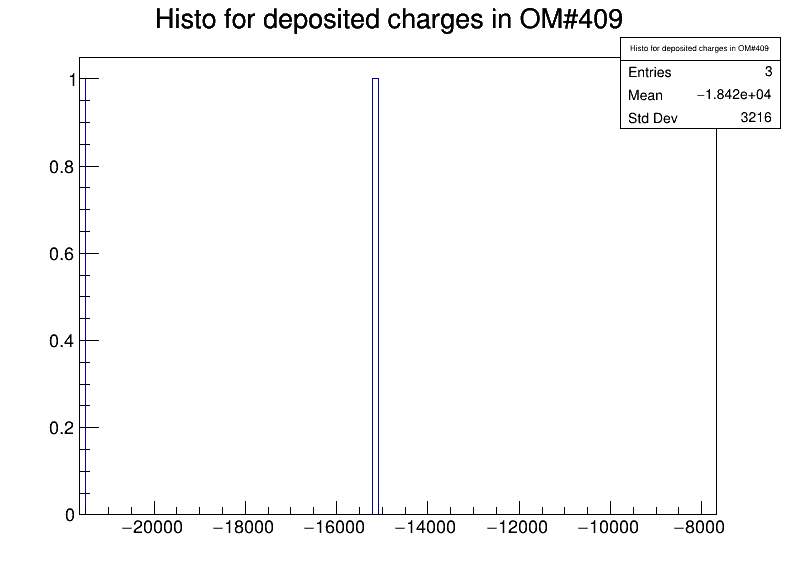 Histo for deposited charges in OM#409
Histo for deposited charges in OM#409
Entries 3
Mean −1.842e+04
Std Dev 3216
1
0.8
0.6
0.4
0.2
0
−20000 −18000 −16000 −14000 −12000 −10000 −8000